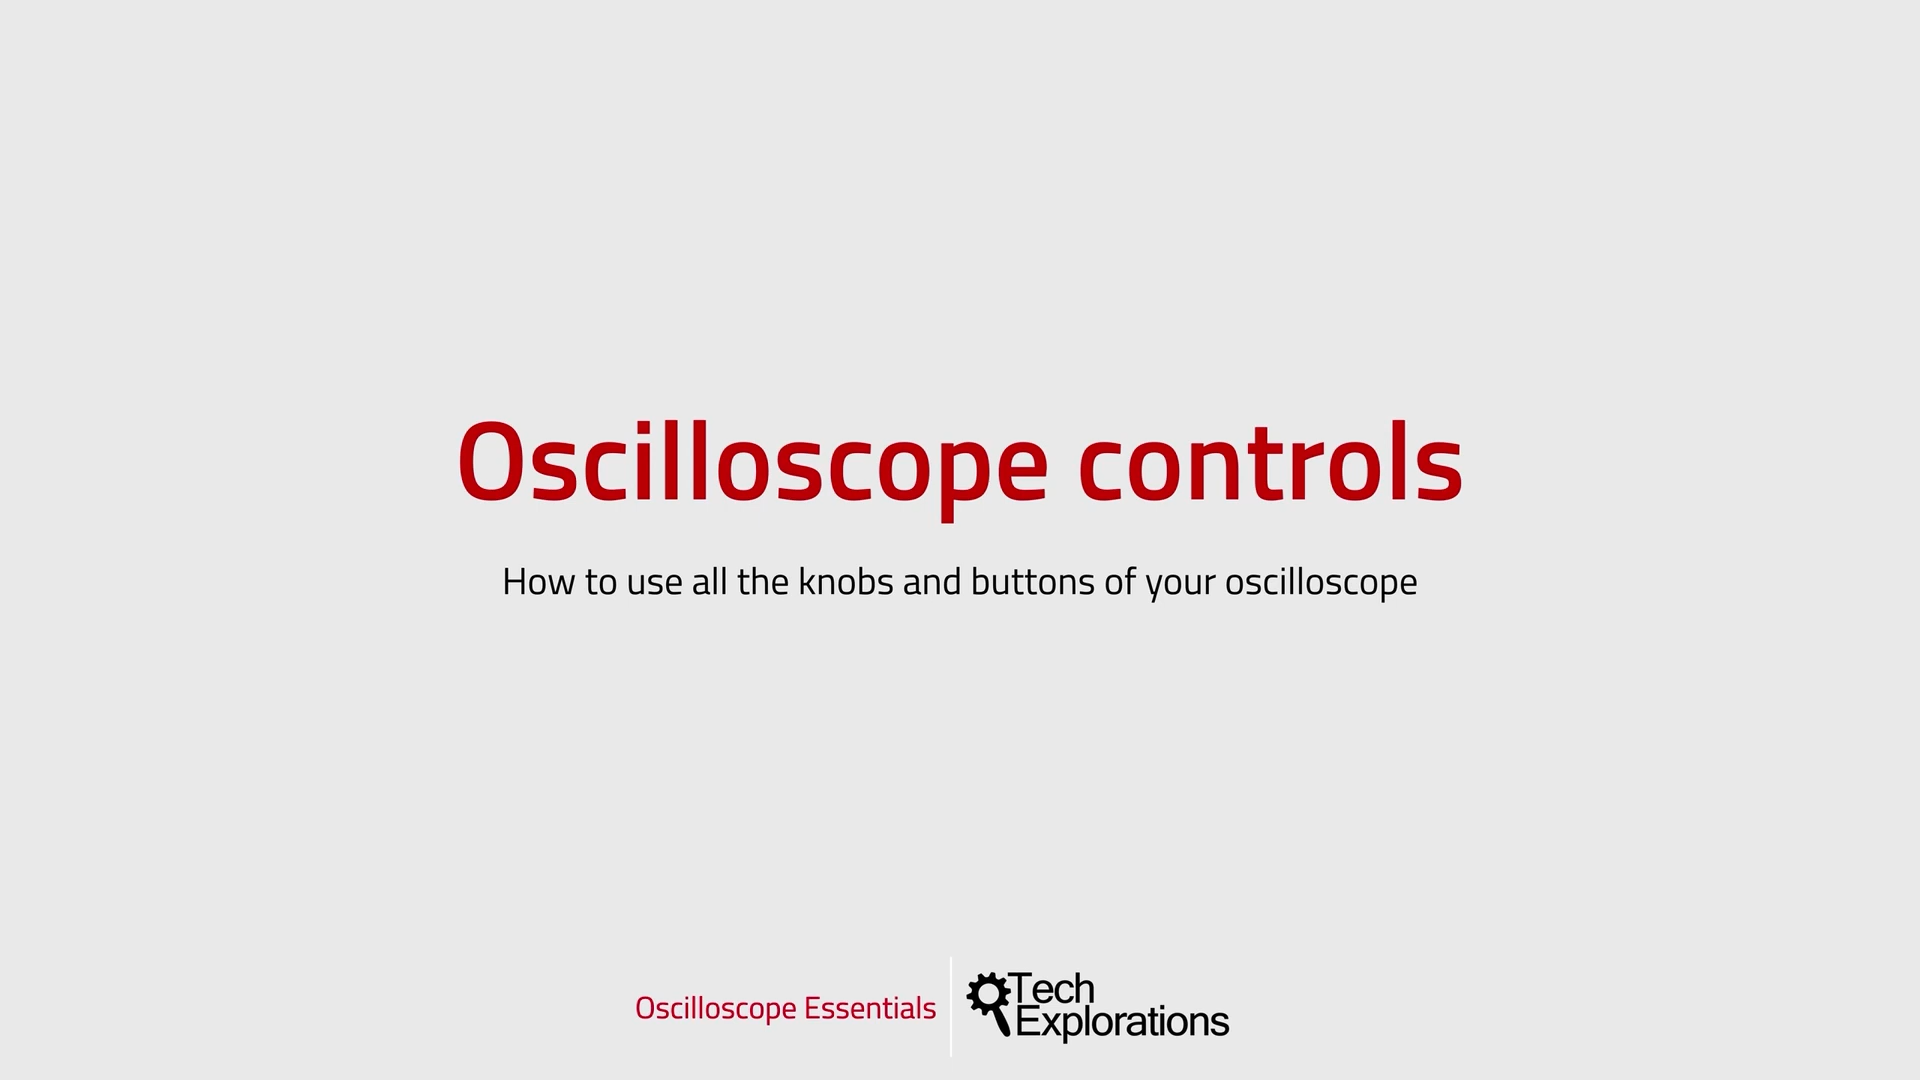 Oscilloscope controls
How to use all the knobs and buttons of your oscilloscope
Oscilloscope Essentials
Tech
Explorations